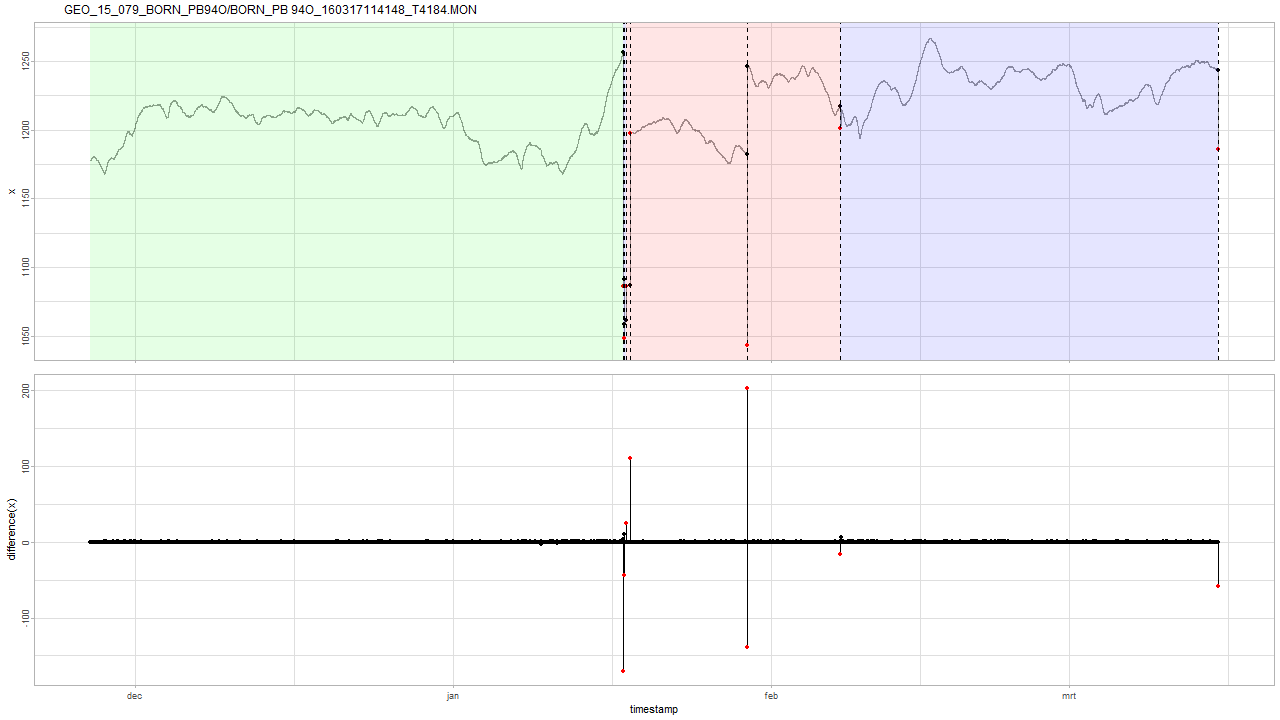 GEO_15_079_BORN_PB94O/BORN_PB 94O_160317114148_T4184.MON
1250
1200
1150
1100
1050
x
200
100
0
-100
difference(x)
dec
jan
feb
mrt
timestamp